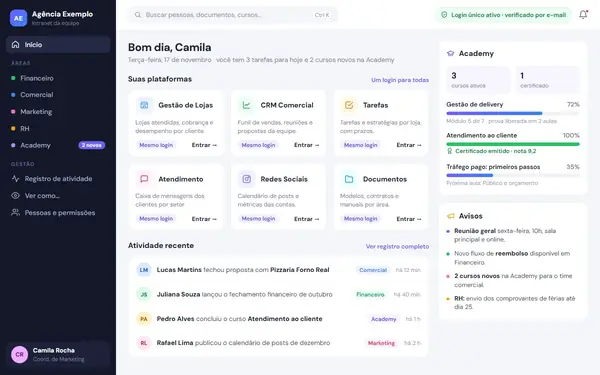 AE
Agência Exemplo
Intranet da equipe
Início
ÁREAS
Financeiro
Comercial
Marketing
RH
Academy
2 novos
GESTÃO
Registro de atividade
Ver como...
Pessoas e permissões
CR
Camila Rocha
Coord. de Marketing
Buscar pessoas, documentos, cursos...
Ctrl K
Login único ativo · verificado por e-mail
Bom dia, Camila
Terça-feira, 17 de novembro · você tem 3 tarefas para hoje e 2 cursos novos na Academy
Suas plataformas
Um login para todas
Gestão de Lojas
Lojas atendidas, cobrança e
desempenho por cliente.
Mesmo login
Entrar →
CRM Comercial
Funil de vendas, reuniões e
propostas da equipe.
Mesmo login
Entrar →
Tarefas
Tarefas e estratégias por loja,
com prazos.
Mesmo login
Entrar →
Atendimento
Caixa de mensagens dos
clientes por setor.
Mesmo login
Entrar →
Redes Sociais
Calendário de posts e
métricas das contas.
Mesmo login
Entrar →
Documentos
Modelos, contratos e
manuais por área.
Mesmo login
Entrar →
Atividade recente
Ver registro completo
LM
Lucas Martins fechou proposta com Pizzaria Forno Real
Comercial
há 12 min
JS
Juliana Souza lançou o fechamento financeiro de outubro
Financeiro
há 40 min
PA
Pedro Alves concluiu o curso Atendimento ao cliente
Academy
há 1 h
RL
Rafael Lima publicou o calendário de posts de dezembro
Marketing
há 2 h
Academy
3
cursos ativos
1
certificado
Gestão de delivery
72%
Módulo 5 de 7 · prova liberada em 2 aulas
Atendimento ao cliente
100%
Certificado emitido · nota 9,2
Tráfego pago: primeiros passos
35%
Próxima aula: Público e orçamento
Avisos
Reunião geral sexta-feira, 10h, sala
principal e online.
Novo fluxo de reembolso disponível em
Financeiro.
2 cursos novos na Academy para o time
comercial.
RH: envio dos comprovantes de férias até
dia 25.